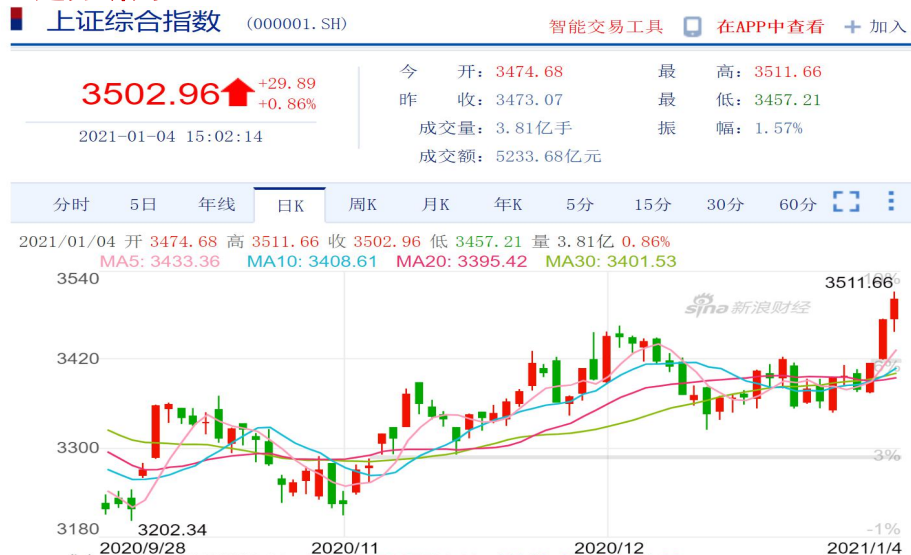 上证综合指数 (000001.SH) 智能交易工具 在APP中查看 + 加入
3502.96 +29.89
+0.86%
2021-01-04 15:02:14
今 开: 3474.68 最 高: 3511.66
昨 收: 3473.07 最 低: 3457.21
成交量: 3.81亿手 振 幅: 1.57%
成交额: 5233.68亿元
分时 5日 年线 日K 周K 月K 年K 5分 15分 30分 60分
2021/01/04 开 3474.68 高 3511.66 收 3502.96 低 3457.21 量 3.81亿 0.86%
MA5: 3433.36 MA10: 3408.61 MA20: 3395.42 MA30: 3401.53
3540 10%
3511.66
sina 新浪财经
3420
3300 3%
3180 3202.34 -1%
2020/9/28 2020/11 2020/12 2021/1/4